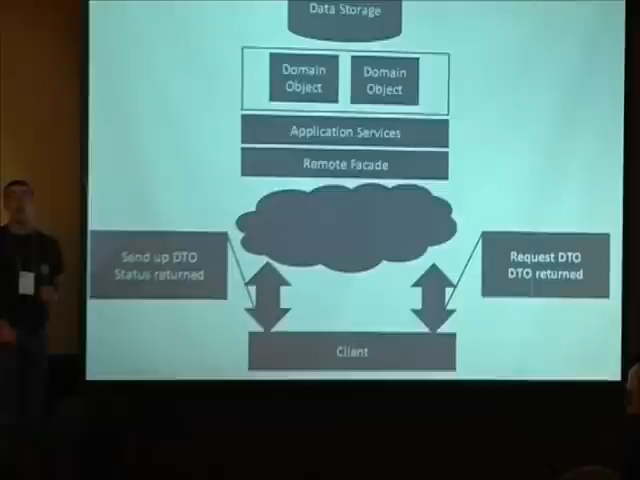 Data Storage
Domain
Object
Domain
Object
Application Services
Remote Facade
Send up DTO
Status returned
Request DTO
DTO returned
Client